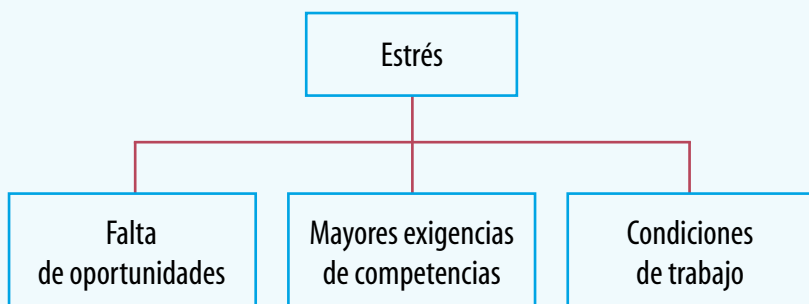 Estrés
Falta
de oportunidades
Mayores exigencias
de competencias
Condiciones
de trabajo